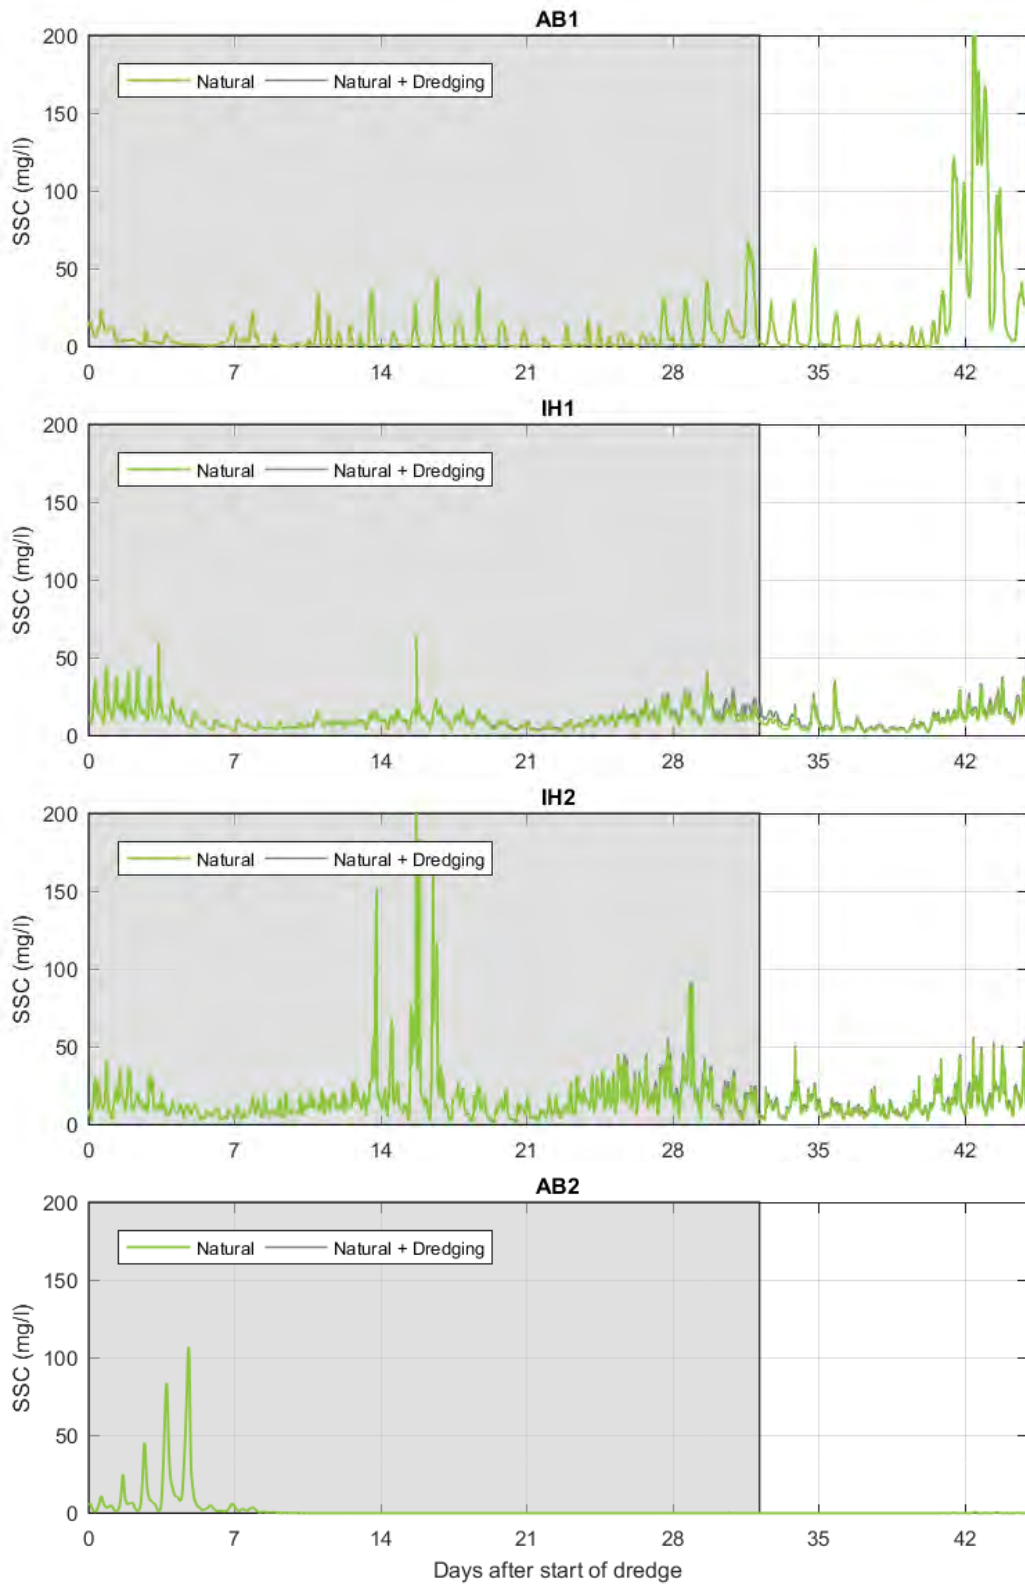 AB1
200
150
100
50
0
SSC (mg/l)
Natural
Natural + Dredging
0 7 14 21 28 35 42
IH1
200
150
100
50
0
SSC (mg/l)
Natural
Natural + Dredging
0 7 14 21 28 35 42
IH2
200
150
100
50
0
SSC (mg/l)
Natural
Natural + Dredging
0 7 14 21 28 35 42
AB2
200
150
100
50
0
SSC (mg/l)
Natural
Natural + Dredging
0 7 14 21 28 35 42
Days after start of dredge